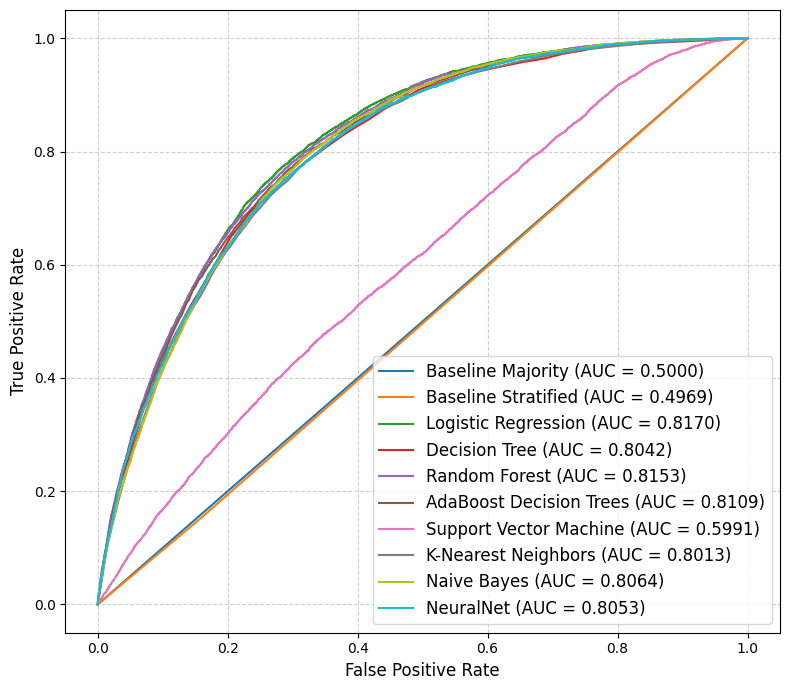 True Positive Rate
1.0
0.8
0.6
0.4
0.2
0.0
Baseline Majority (AUC = 0.5000)
Baseline Stratified (AUC = 0.4969)
Logistic Regression (AUC = 0.8170)
Decision Tree (AUC = 0.8042)
Random Forest (AUC = 0.8153)
AdaBoost Decision Trees (AUC = 0.8109)
Support Vector Machine (AUC = 0.5991)
K-Nearest Neighbors (AUC = 0.8013)
Naive Bayes (AUC = 0.8064)
NeuralNet (AUC = 0.8053)
0.0 0.2 0.4 0.6 0.8 1.0
False Positive Rate